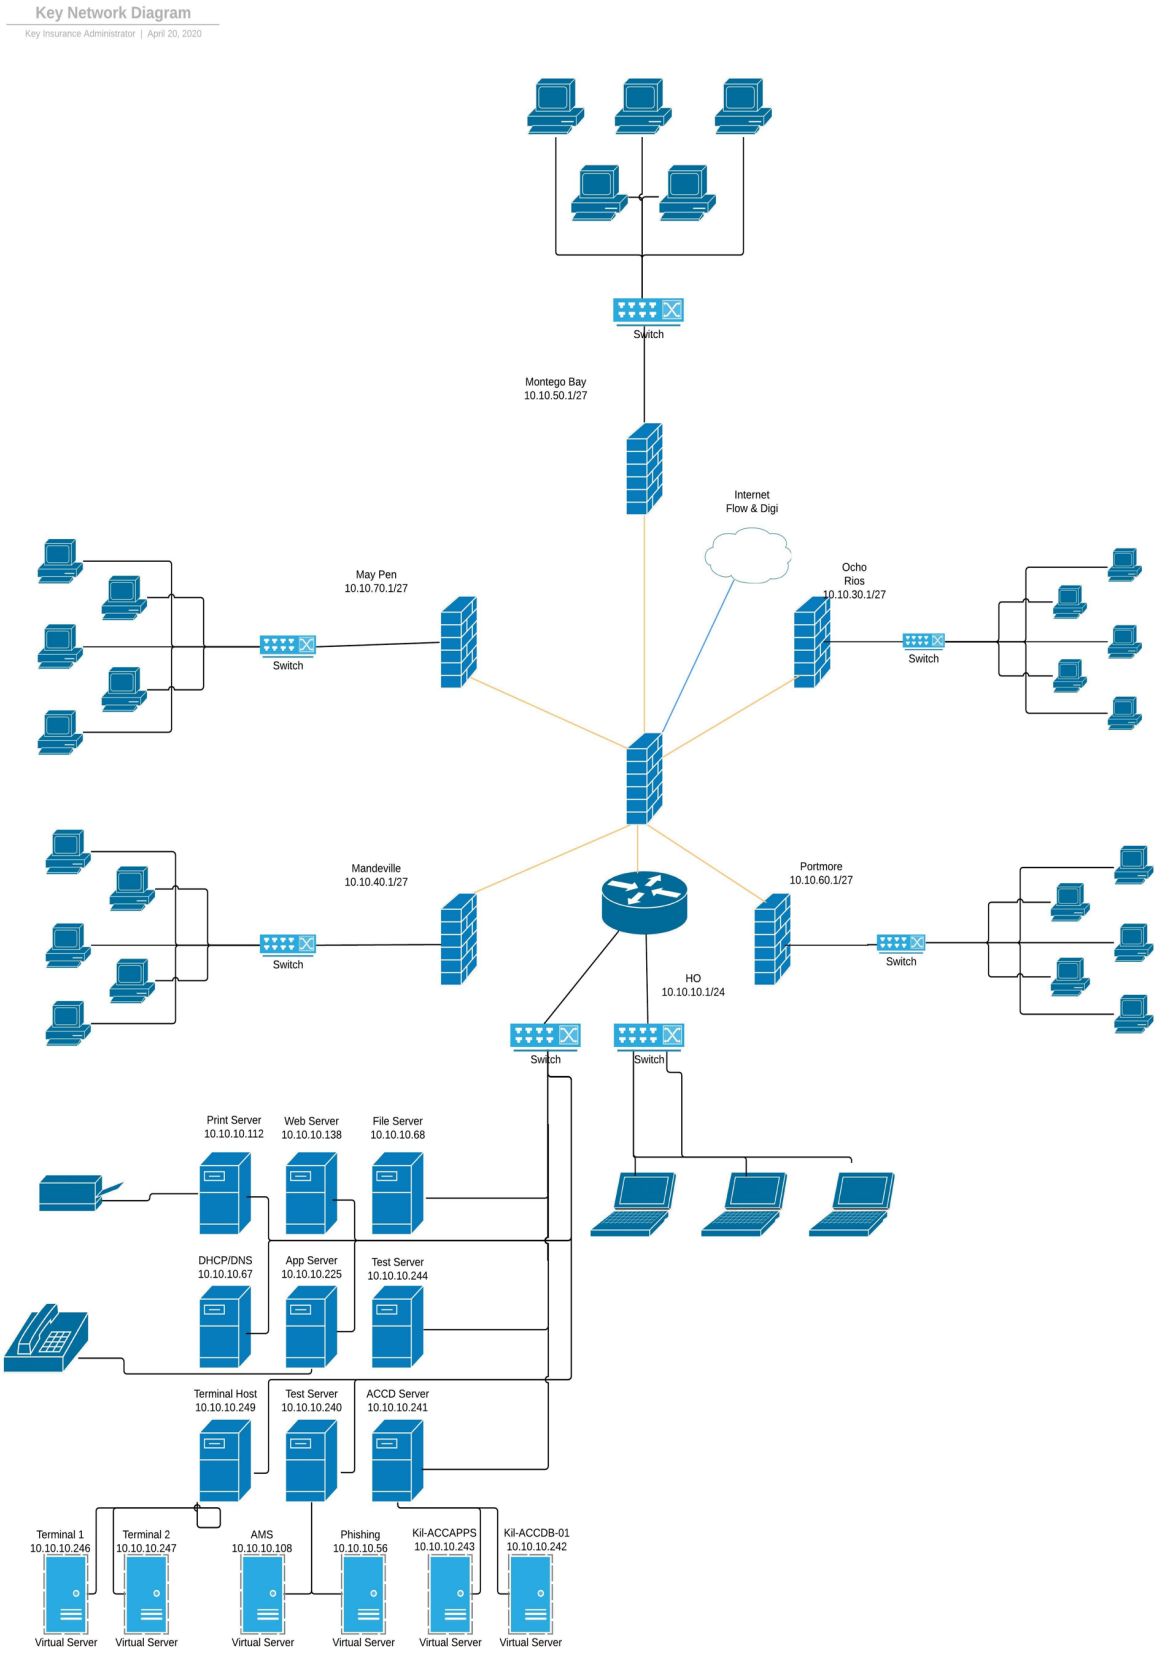 Key Network Diagram
Key Insurance Administrator | April 20, 2020
Switch
Montego Bay
10.10.50.1/27
Internet
Flow & Digi
May Pen
10.10.70.1/27
Ocho
Rios
10.10.30.1/27
Switch
Switch
Mandeville
10.10.40.1/27
Portmore
10.10.60.1/27
Switch
Switch
HO
10.10.10.1/24
Switch
Switch
Print Server
10.10.10.112
Web Server
10.10.10.138
File Server
10.10.10.68
DHCP/DNS
10.10.10.67
App Server
10.10.10.225
Test Server
10.10.10.244
Terminal Host
10.10.10.249
Test Server
10.10.10.240
ACCD Server
10.10.10.241
Terminal 1
10.10.10.246
Terminal 2
10.10.10.247
AMS
10.10.10.108
Phishing
10.10.10.56
Kil-ACCAPPS
10.10.10.243
Kil-ACCDB-01
10.10.10.242
Virtual Server
Virtual Server
Virtual Server
Virtual Server
Virtual Server
Virtual Server